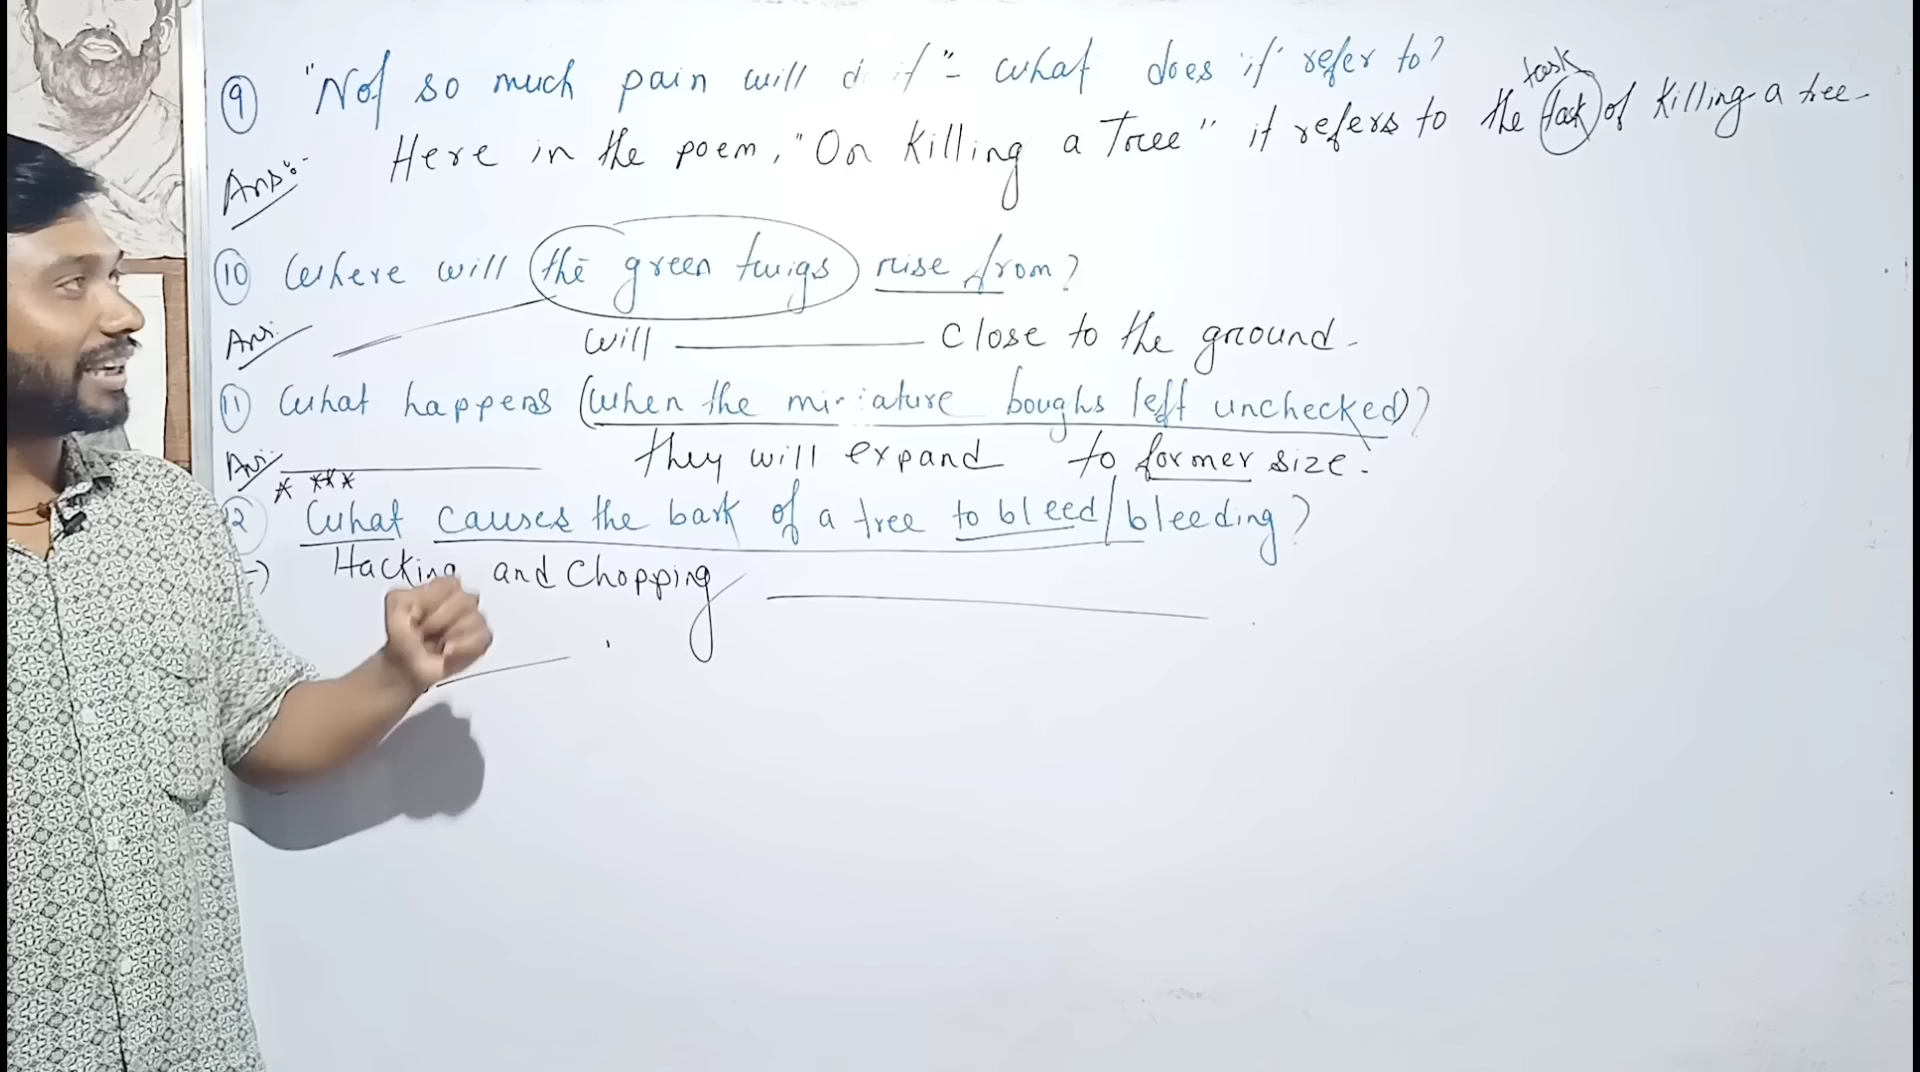 9 "Not so much pain will do it" - What does 'it' refer to?
task
Ans:- Here in the poem, "On Killing a Tree" it refers to the task of Killing a tree-
10 Where will the green twigs rise from?
Ans: will close to the ground.
11 What happens (when the miniature boughs left unchecked)?
Ans: they will expand to former size.
* ***
12 What causes the bark of a tree to bleed/bleeding?
Hacking and Chopping